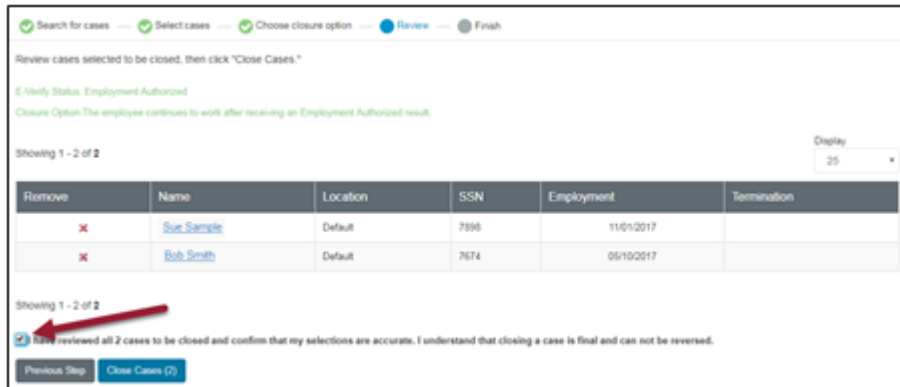 Search for cases Select cases Choose closure option Review Finish
Review cases selected to be closed, then click "Close Cases."
E-Verify Status: Employment Authorized
Closure Option:The employee continues to work after receiving an Employment Authorized result.
Display
Showing 1 - 2 of 2
25
Remove Name Location SSN Employment Termination
Sue Sample Default 7898 11/01/2017
Bob Smith Default 7674 05/10/2017
Showing 1 - 2 of 2
I have reviewed all 2 cases to be closed and confirm that my selections are accurate. I understand that closing a case is final and can not be reversed.
Previous Step Close Cases (2)